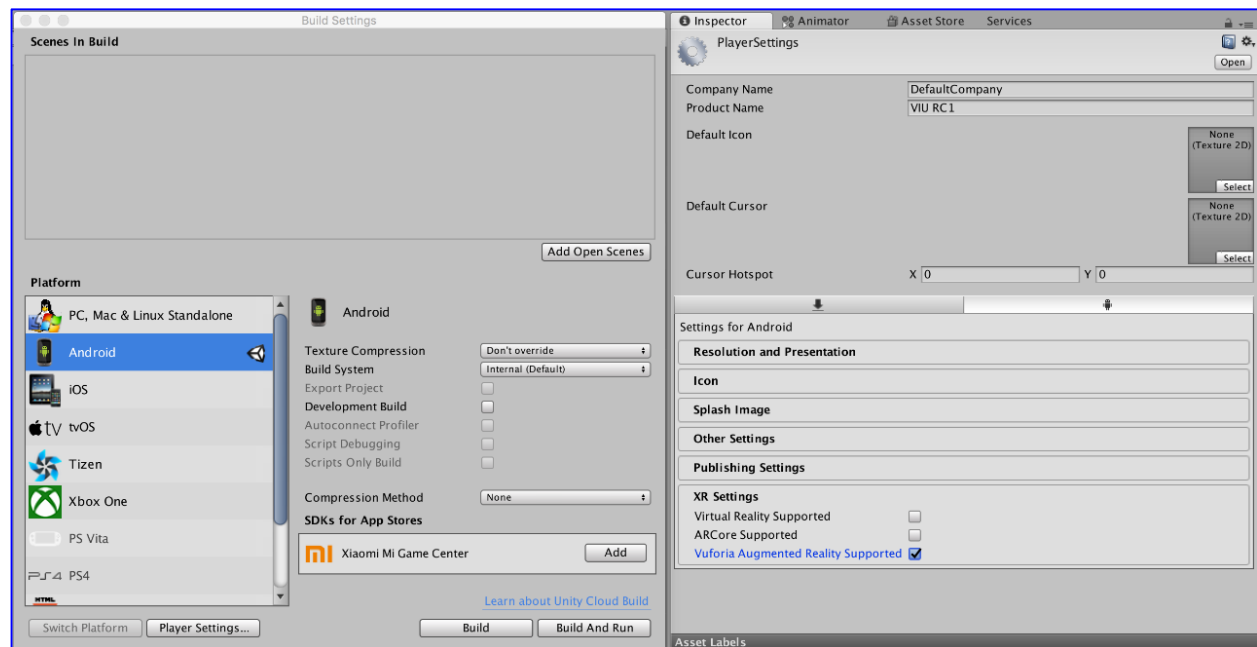 Build Settings
Scenes In Build
Add Open Scenes
Platform
PC, Mac & Linux Standalone
Android
iOS
tv tvOS
Tizen
Xbox One
PS Vita
PS4 PS4
HTML
Switch Platform
Player Settings...
Android
Texture Compression Don't override
Build System Internal (Default)
Export Project
Development Build
Autoconnect Profiler
Script Debugging
Scripts Only Build
Compression Method None
SDKs for App Stores
Xiaomi Mi Game Center Add
Learn about Unity Cloud Build
Build
Build And Run
Inspector Animator Asset Store Services
PlayerSettings
Open
Company Name DefaultCompany
Product Name VIU RC1
Default Icon
None
(Texture 2D)
Select
Default Cursor
None
(Texture 2D)
Select
Cursor Hotspot X 0 Y 0
Settings for Android
Resolution and Presentation
Icon
Splash Image
Other Settings
Publishing Settings
XR Settings
Virtual Reality Supported
ARCore Supported
Vuforia Augmented Reality Supported
Asset Labels